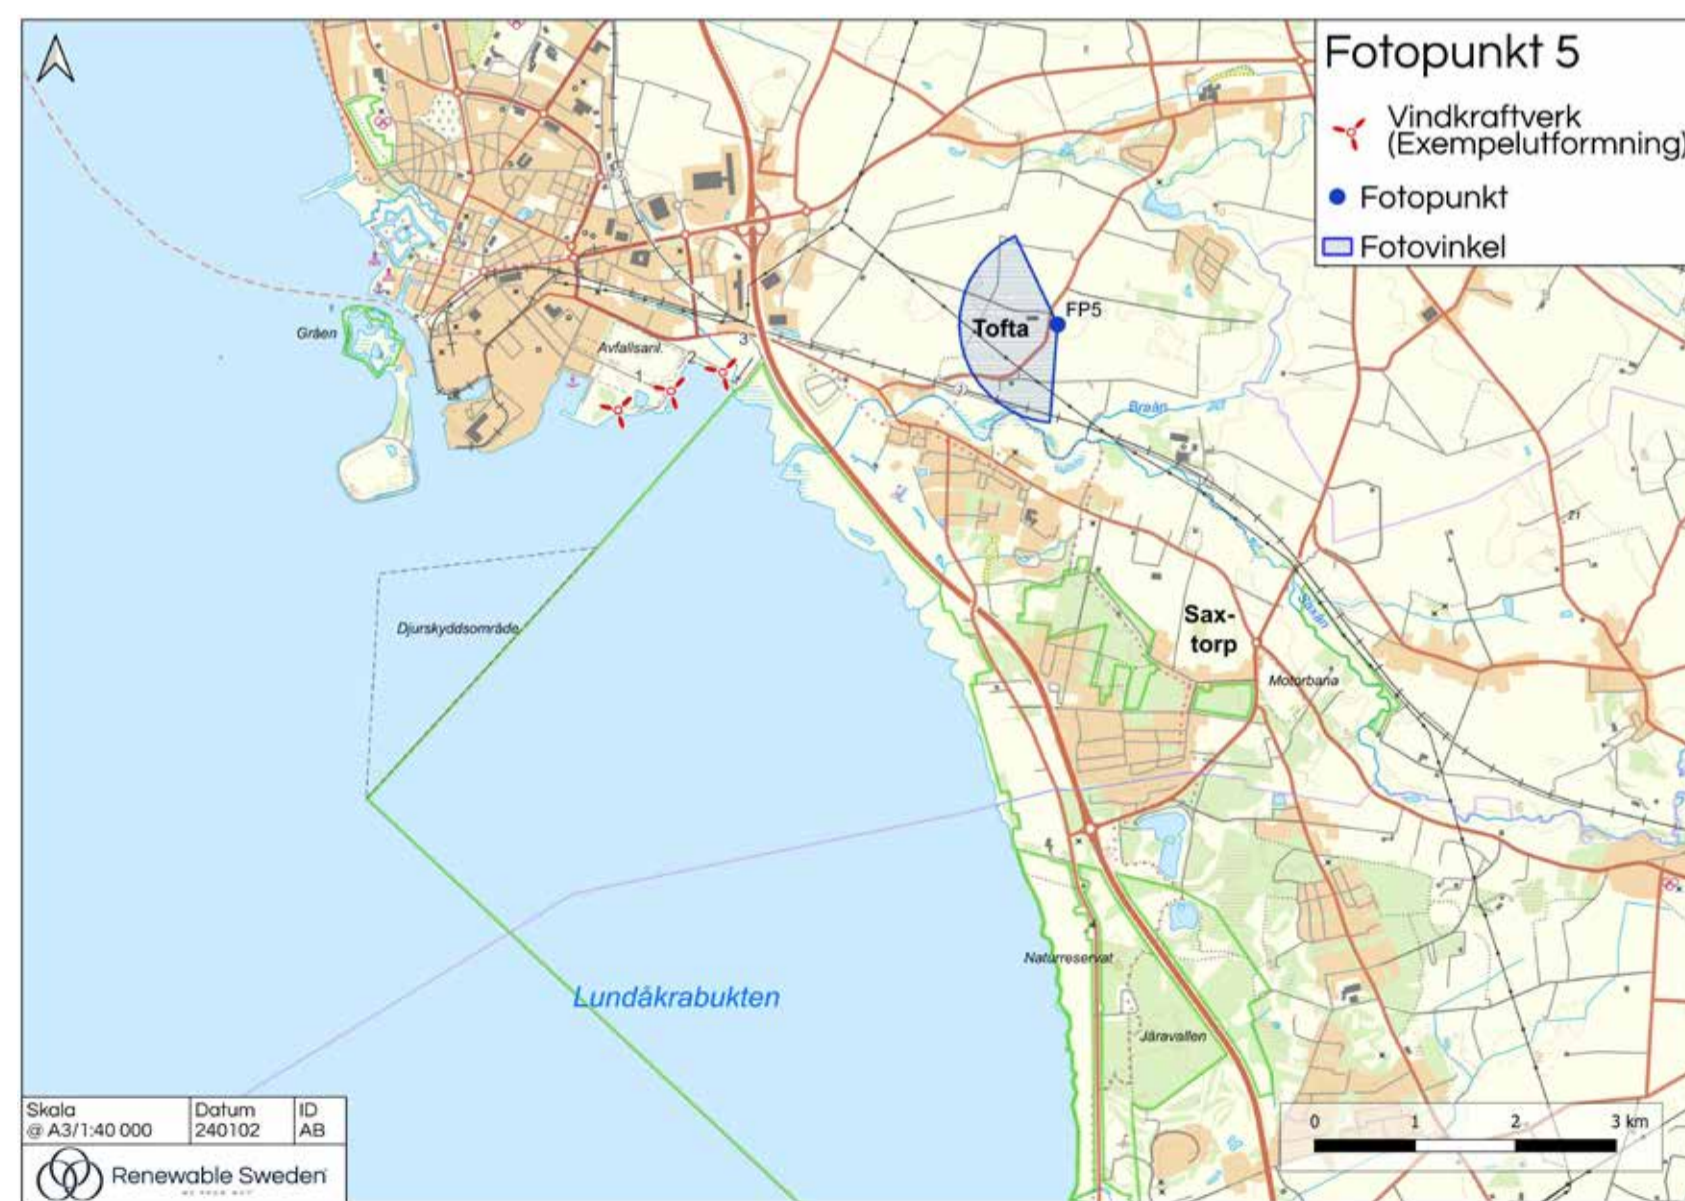 Fotopunkt 5
Vindkraftverk
(Exempelutformning)
Fotopunkt
Fotovinkel
Gråen
Avfallsanl.
1
2
3
Tofta
FP5
Braån
21
Djurskyddsområde
Sax-
torp
Saxån
Motorbana
Lundåkrabukten
Naturreservat
Järavallen
Skala
@ A3/1:40 000
Datum
240102
ID
AB
Renewable Sweden
0 1 2 3 km